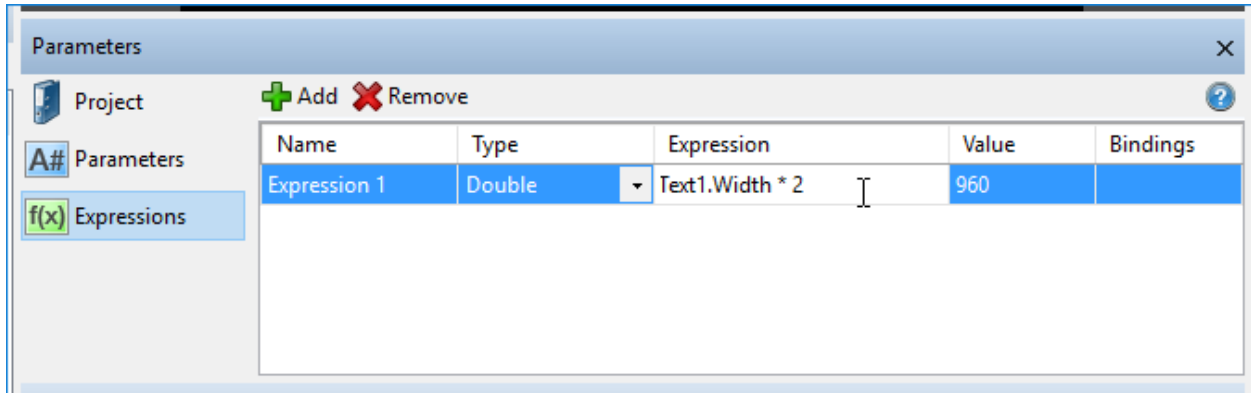 Parameters
Project
Add Remove
A# Parameters
f(x) Expressions
Name Type Expression Value Bindings
Expression 1 Double Text1.Width * 2 960